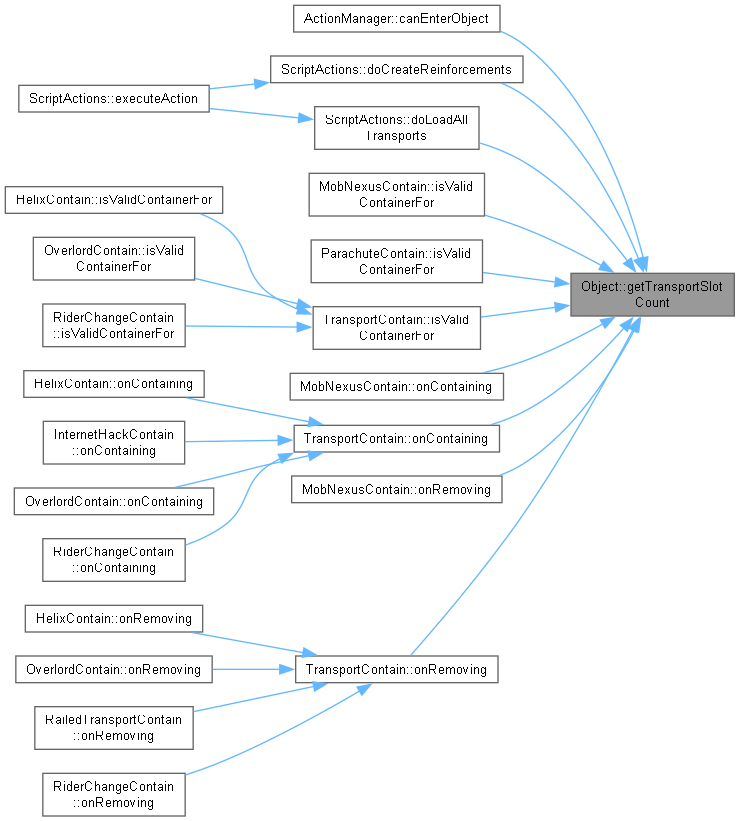 ActionManager::canEnterObject
ScriptActions::doCreateReinforcements
ScriptActions::executeAction
ScriptActions::doLoadAll
Transports
MobNexusContain::isValid
ContainerFor
HelixContain::isValidContainerFor
OverlordContain::isValid
ContainerFor
ParachuteContain::isValid
ContainerFor
Object::getTransportSlot
Count
RiderChangeContain
::isValidContainerFor
TransportContain::isValid
ContainerFor
HelixContain::onContaining
MobNexusContain::onContaining
InternetHackContain
::onContaining
TransportContain::onContaining
OverlordContain::onContaining
MobNexusContain::onRemoving
RiderChangeContain
::onContaining
HelixContain::onRemoving
OverlordContain::onRemoving
TransportContain::onRemoving
RailedTransportContain
::onRemoving
RiderChangeContain
::onRemoving